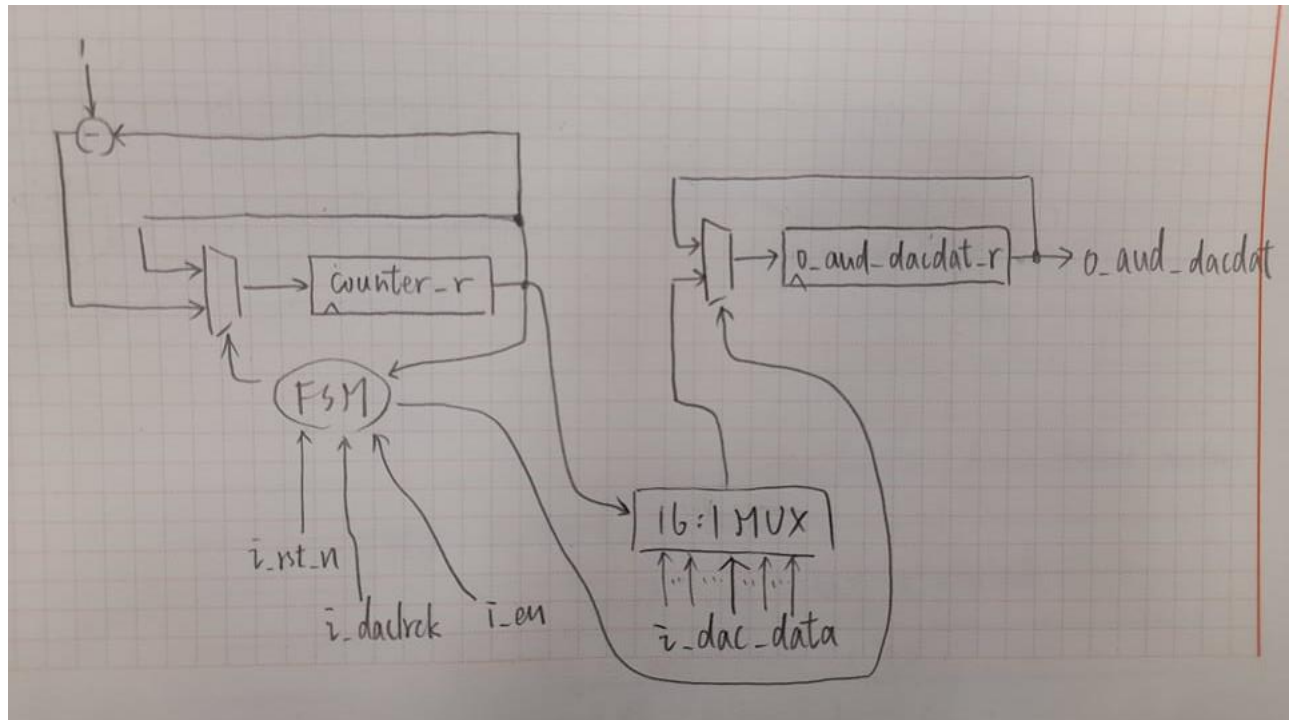 1
-
counter_r
o_aud_dacdat_r
o_aud_dacdat
FSM
16:1 MUX
i_rst_n
i_daclrck
i_en
i_dac_data